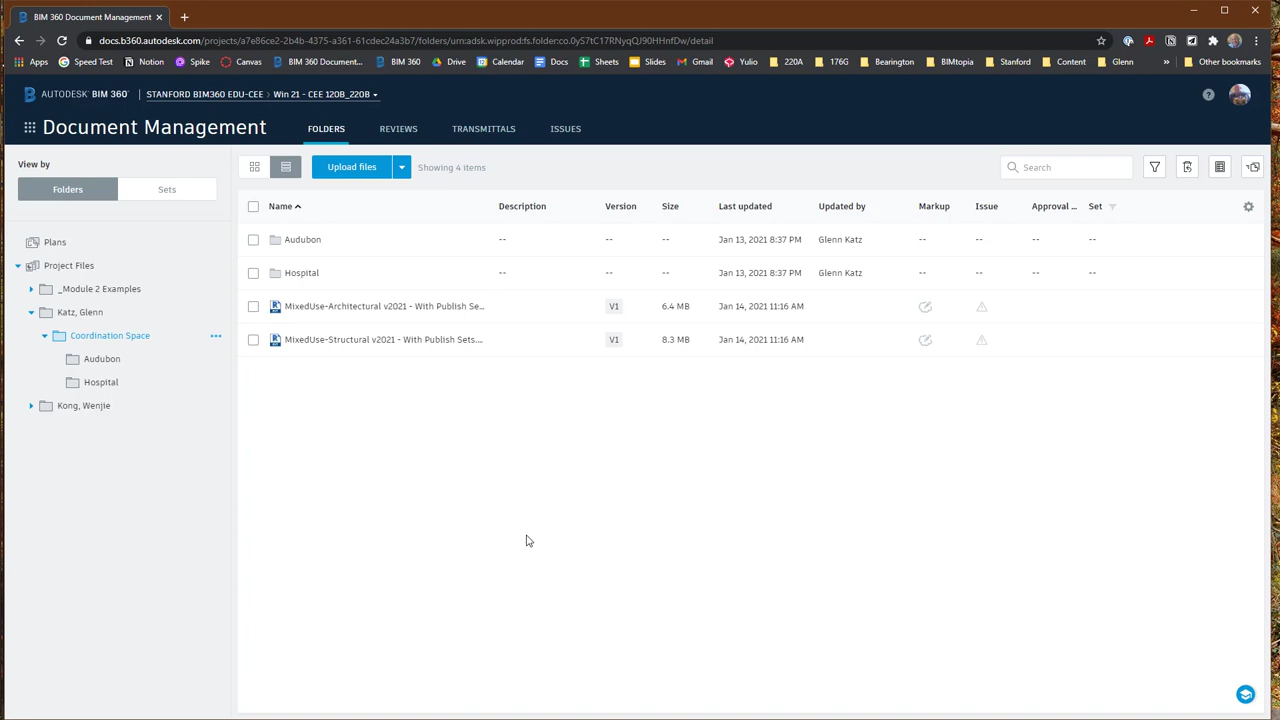 BIM 360 Document Management
docs.b360.autodesk.com/projects/a7e86ce2-2b4b-4375-a361-61cdec24a3b7/folders/urn:adsk.wipprod:fs.folder:co.0yS7tC17RNyqQJ90HHnfDw/detail
Apps Speed Test Notion Spike Canvas BIM 360 Document... BIM 360 Drive Calendar Docs Sheets Slides Gmail Yulio 220A 176G Bearington BIMtopia Stanford Content Glenn » Other bookmarks
AUTODESK® BIM 360° STANFORD BIM360 EDU-CEE > Win 21 - CEE 120B_220B
Document Management FOLDERS REVIEWS TRANSMITTALS ISSUES
View by
Folders Sets
Plans
Project Files
_Module 2 Examples
Katz, Glenn
Coordination Space
Audubon
Hospital
Kong, Wenjie
Upload files Showing 4 items Search
Name Description Version Size Last updated Updated by Markup Issue Approval ... Set
Audubon -- -- -- Jan 13, 2021 8:37 PM Glenn Katz -- -- -- --
Hospital -- -- -- Jan 13, 2021 8:37 PM Glenn Katz -- -- -- --
MixedUse-Architectural v2021 - With Publish Se... V1 6.4 MB Jan 14, 2021 11:16 AM
MixedUse-Structural v2021 - With Publish Sets.... V1 8.3 MB Jan 14, 2021 11:16 AM